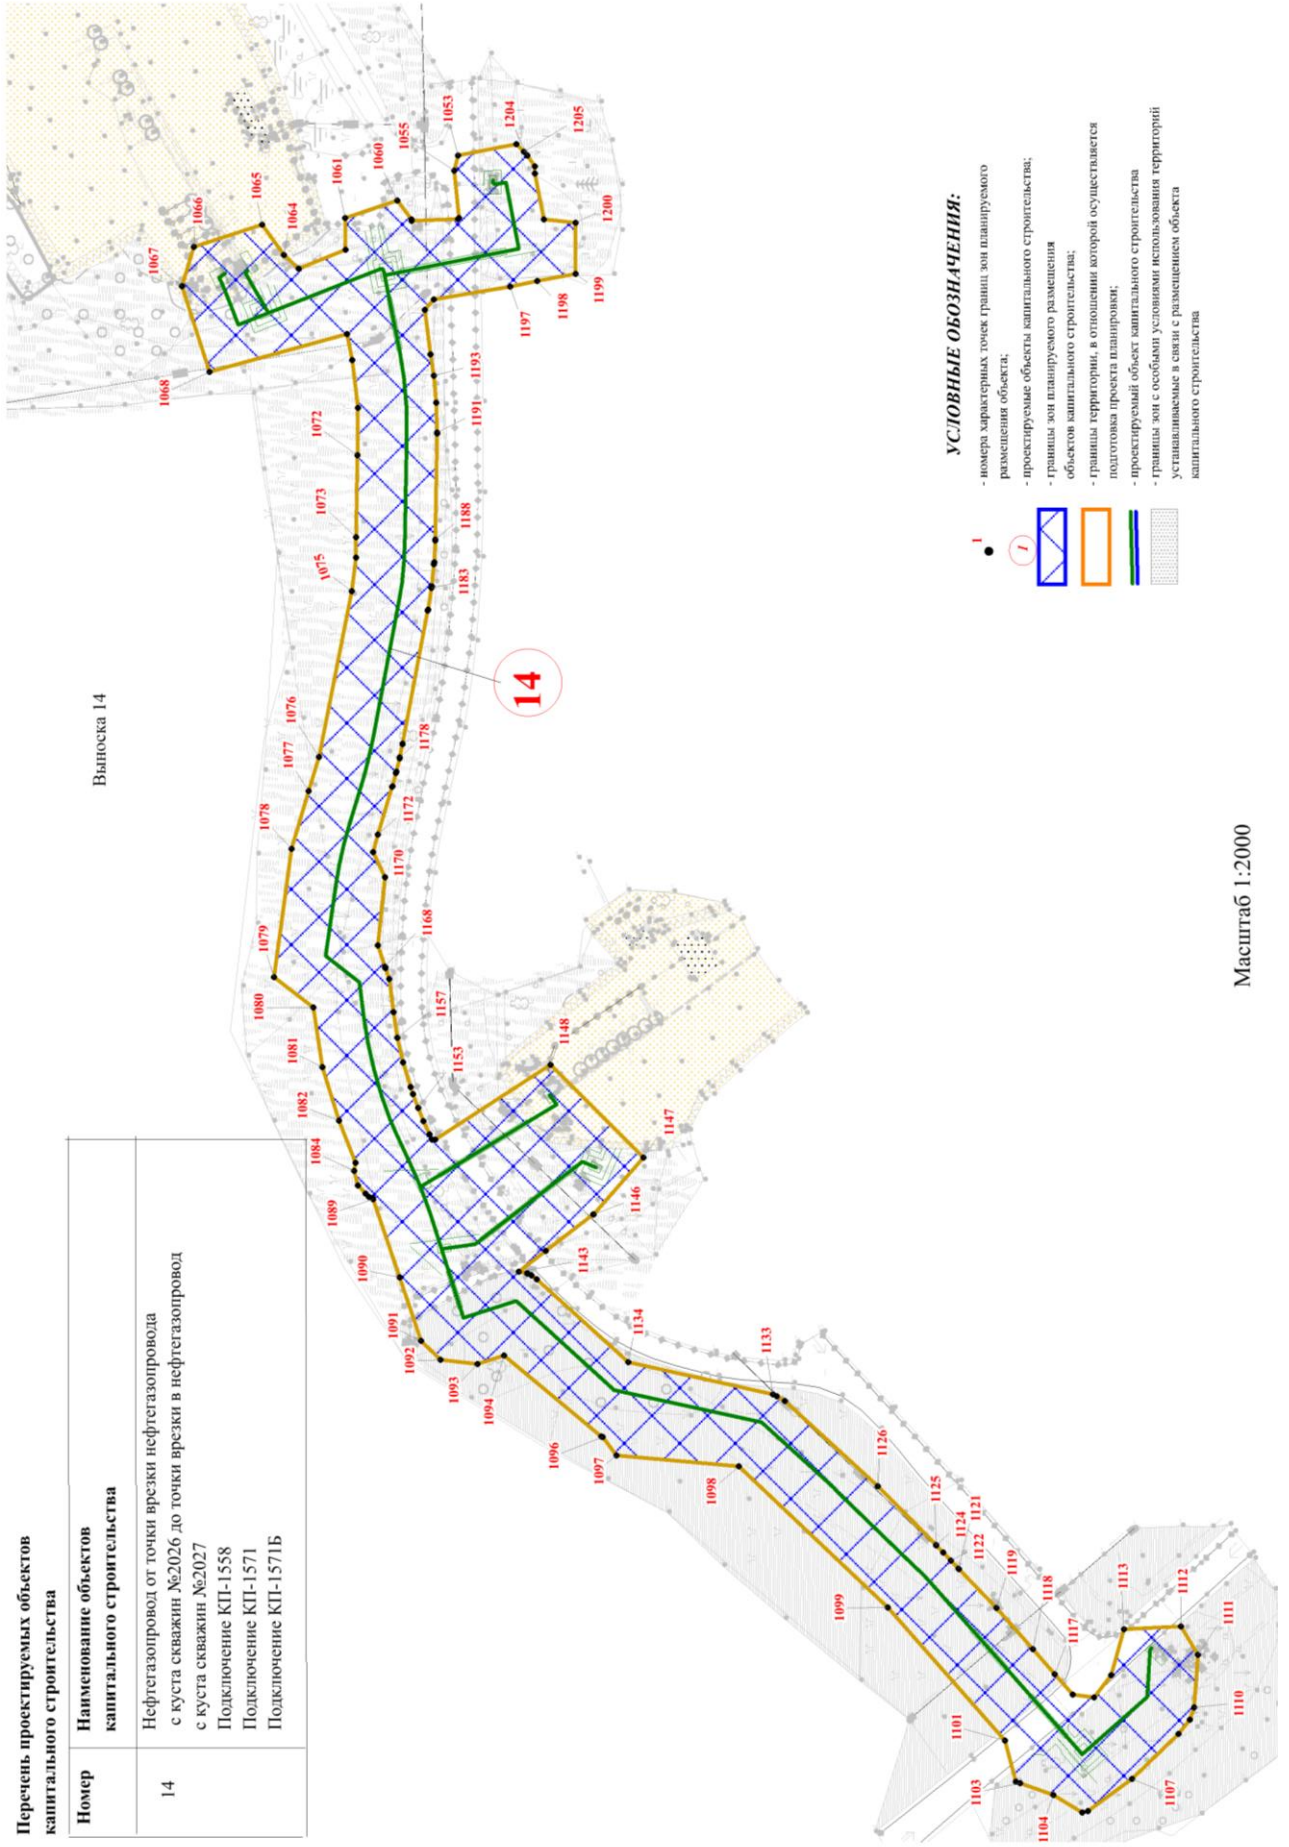 Перечень проектируемых объектов
капитального строительства
Номер
Наименование объектов
капитального строительства
14
Нефтегазопровод от точки врезки нефтегазопровода
с куста скважин №2026 до точки врезки в нефтегазопровод
с куста скважин №2027
Подключение КП-1558
Подключение КП-1571
Подключение КП-1571Б
Выноска 14
1067
1066
1065
1064
1061
1060
1055
1053
1204
1205
1200
1199
1198
1197
1193
1191
1188
1183
1068
1072
1073
1075
1076
1077
1078
1079
1080
1081
1082
1084
1089
1090
1091
1092
1093
1094
1096
1097
1098
1099
1101
1103
1104
1107
1110
1111
1112
1113
1117
1118
1119
1121
1122
1124
1125
1126
1133
1134
1143
1146
1147
1148
1153
1157
1168
1170
1172
1178
14
УСЛОВНЫЕ ОБОЗНАЧЕНИЯ:
1
- номера характерных точек границ зон планируемого
размещения объекта;
1
- проектируемые объекты капитального строительства;
- границы зон планируемого размещения
объектов капитального строительства;
- границы территории, в отношении которой осуществляется
подготовка проекта планировки;
- проектируемый объект капитального строительства
- границы зон с особыми условиями использования территорий
устанавливаемые в связи с размещением объекта
капитального строительства
Масштаб 1:2000